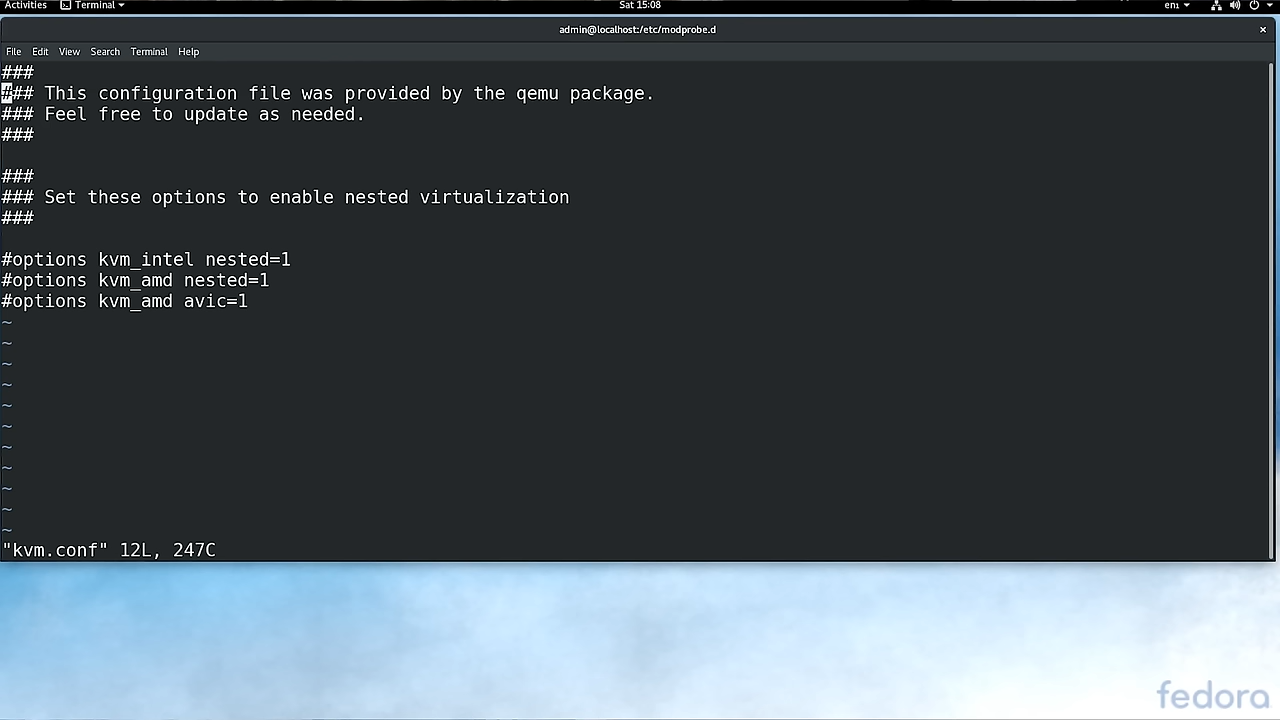 Activities Terminal Sat 15:08 en₁
admin@localhost:/etc/modprobe.d ×
File Edit View Search Terminal Help
###
### This configuration file was provided by the qemu package.
### Feel free to update as needed.
###
###
### Set these options to enable nested virtualization
###
#options kvm_intel nested=1
#options kvm_amd nested=1
#options kvm_amd avic=1
~
~
~
~
~
~
~
~
~
~
~
"kvm.conf" 12L, 247C
fedora